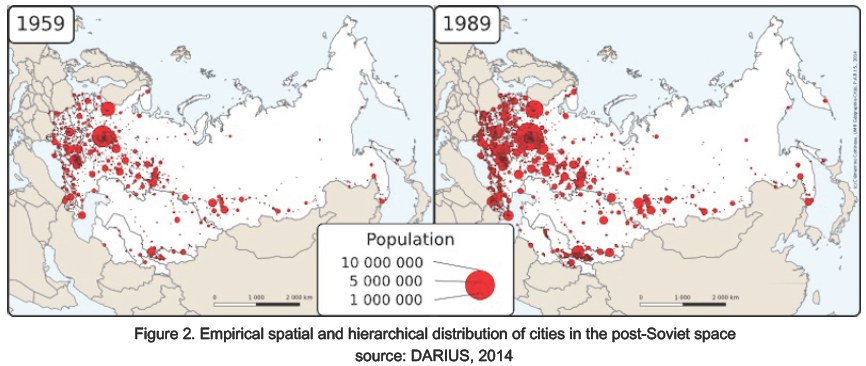 1959
1989
Population
10 000 000
5 000 000
1 000 000
0 1 000 2 000 km
0 1 000 2 000 km
Figure 2. Empirical spatial and hierarchical distribution of cities in the post-Soviet space
source: DARIUS, 2014